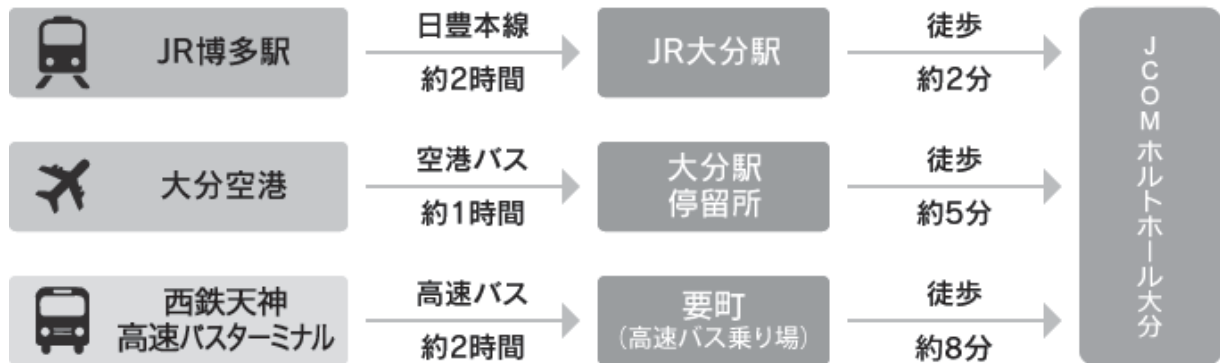 JR博多駅
日豊本線
約2時間
JR大分駅
徒歩
約2分
大分空港
空港バス
約1時間
大分駅
停留所
徒歩
約5分
西鉄天神
高速バスターミナル
高速バス
約2時間
要町
（高速バス乗り場）
徒歩
約8分
JCOMホルトホール大分